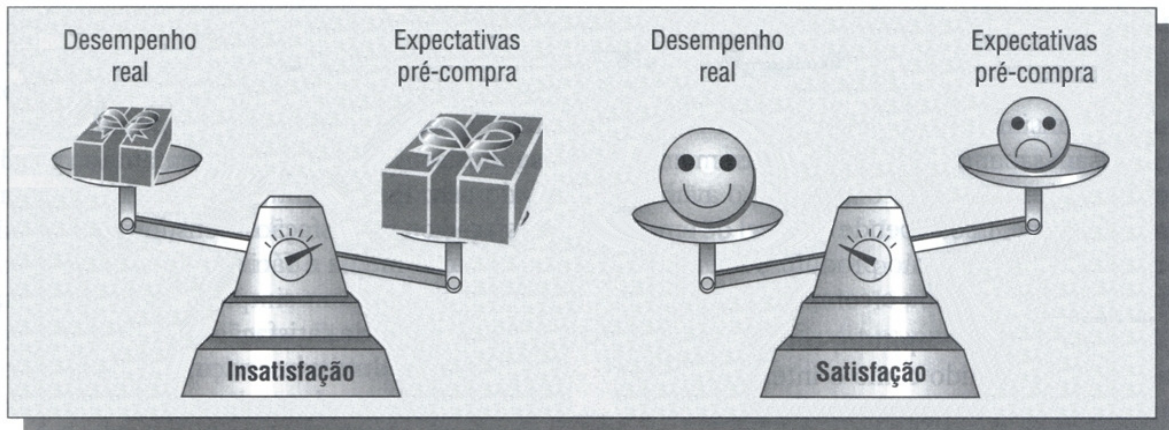 Desempenho
real
Expectativas
pré-compra
Desempenho
real
Expectativas
pré-compra
Insatisfação
Satisfação